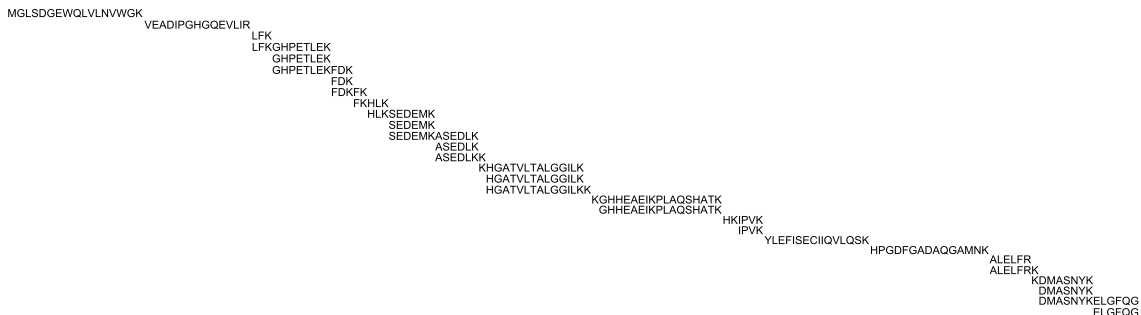 MGLSDGEWQLVLNVWGK
VEADIPGHGQEVLIR
LFK
LFKGHPETLEK
GHPETLEK
GHPETLEKFDK
FDK
FDKFK
FKHLK
HLKSEDEMK
SEDEMK
SEDEMKASEDLK
ASEDLK
ASEDLKK
KHGATVLTALGGILK
HGATVLTALGGILK
HGATVLTALGGILKK
KGHHEAEIKPLAQSHATK
GHHEAEIKPLAQSHATK
HKIPVK
IPVK
YLEFISECIIQVLQSK
HPGDFGADAQGAMNK
ALELFR
ALELFRK
KDMASNYK
DMASNYK
DMASNYKELGFQG
ELGFQG